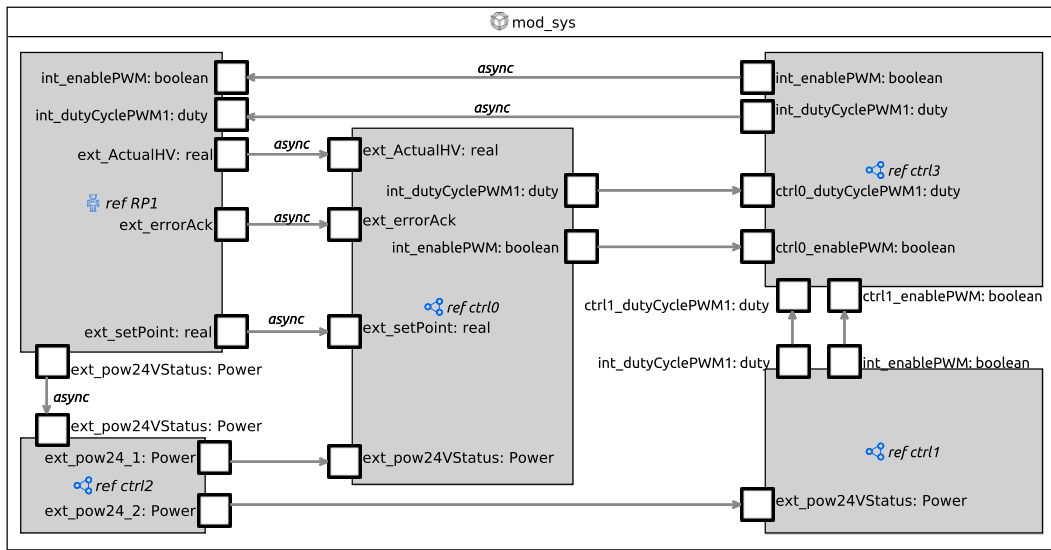 mod_sys
int_enablePWM: boolean
async
int_enablePWM: boolean
int_dutyCyclePWM1: duty
async
int_dutyCyclePWM1: duty
ext_ActualHV: real
async
ext_ActualHV: real
ref RP1
int_dutyCyclePWM1: duty
ref ctrl3
ctrl0_dutyCyclePWM1: duty
ext_errorAck
async
ext_errorAck
int_enablePWM: boolean
ctrl0_enablePWM: boolean
ref ctrl0
ctrl1_dutyCyclePWM1: duty
ctrl1_enablePWM: boolean
ext_setPoint: real
async
ext_setPoint: real
ext_pow24VStatus: Power
int_dutyCyclePWM1: duty
int_enablePWM: boolean
async
ext_pow24VStatus: Power
ext_pow24_1: Power
ext_pow24VStatus: Power
ref ctrl1
ref ctrl2
ext_pow24_2: Power
ext_pow24VStatus: Power